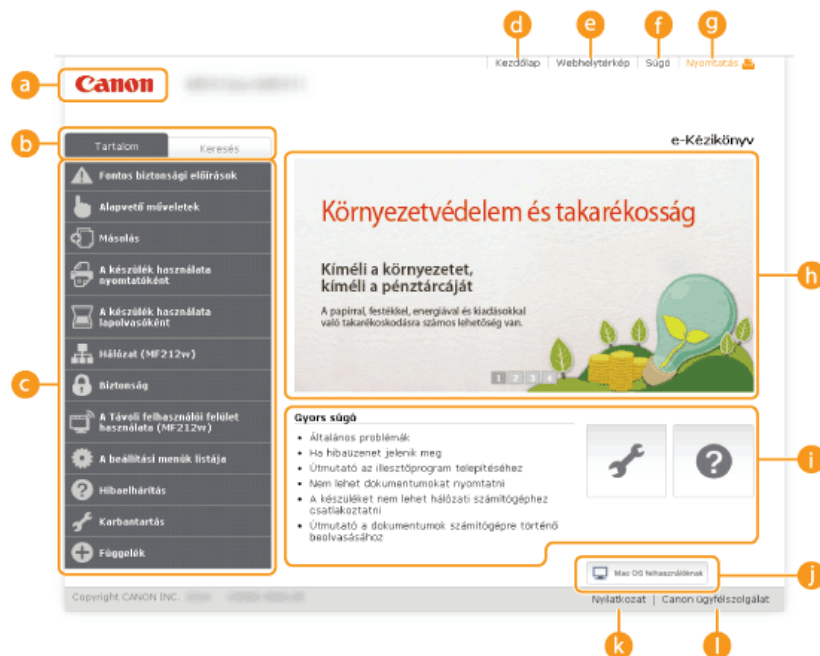 d e f g
Kezdőlap | Webhelytérkép | Súgó | Nyomtatás
a Canon
b Tartalom Keresés
e-Kézikönyv
c
Fontos biztonsági előírások
Alapvető műveletek
Másolás
A készülék használata
nyomtatóként
A készülék használata
lapolvasóként
Hálózat (MF212w)
Biztonság
A Távoli felhasználói felület
használata (MF212w)
A beállítási menük listája
Hibaelhárítás
Karbantartás
Függelék
Környezetvédelem és takarékosság
Kíméli a környezetet,
kíméli a pénztárcáját
A papírral, festékkel, energiával és kiadásokkal
való takarékoskodásra számos lehetőség van.
1 2 3 4
h
Gyors súgó
• Általános problémák
• Ha hibaüzenet jelenik meg
• Útmutató az illesztőprogram telepítéséhez
• Nem lehet dokumentumokat nyomtatni
• A készüléket nem lehet hálózati számítógéphez
csatlakoztatni
• Útmutató a dokumentumok számítógépre történő
beolvasásához
i
Mac OS felhasználóknak
j
Copyright CANON INC.
Nyilatkozat | Canon ügyfélszolgálat
k l